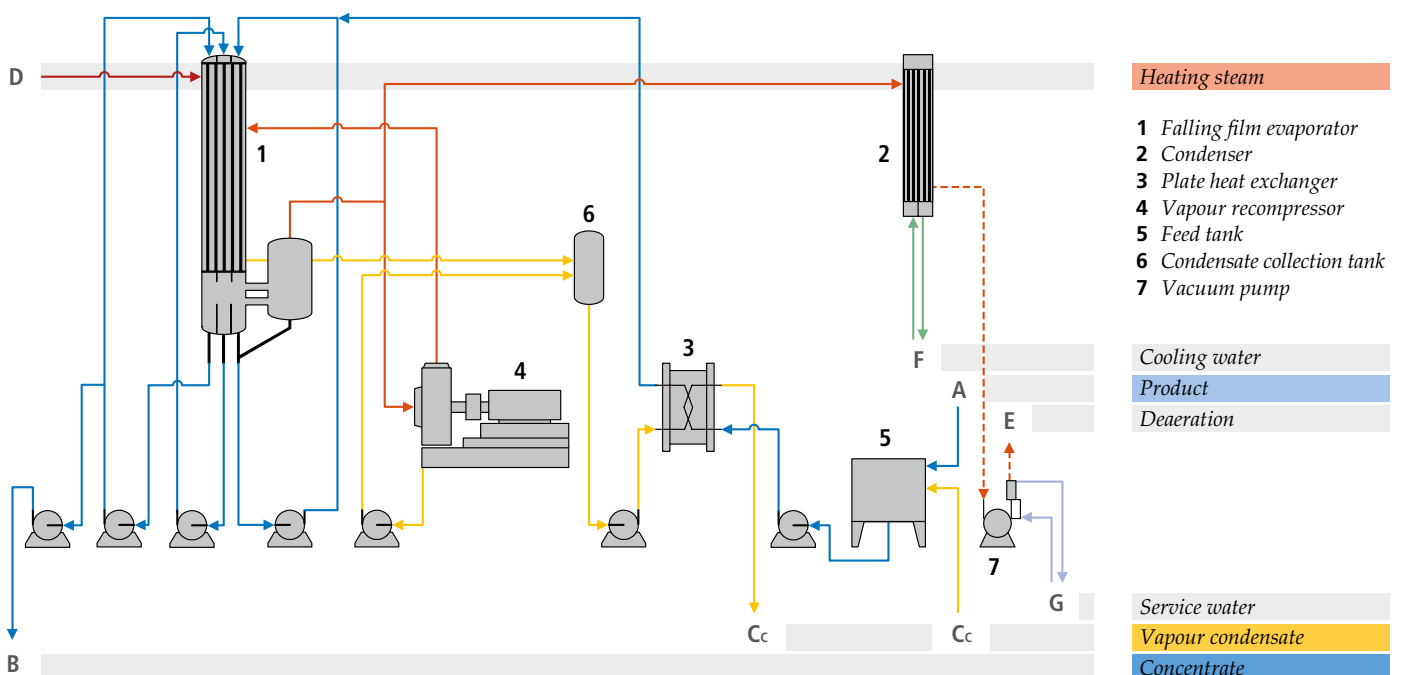 D
Heating steam
1
2
6
1 Falling film evaporator
2 Condenser
3 Plate heat exchanger
4 Vapour recompressor
5 Feed tank
6 Condensate collection tank
7 Vacuum pump
3
4
F
Cooling water
A
Product
E
Deaeration
5
7
G
Service water
Cc
Cc
Vapour condensate
B
Concentrate